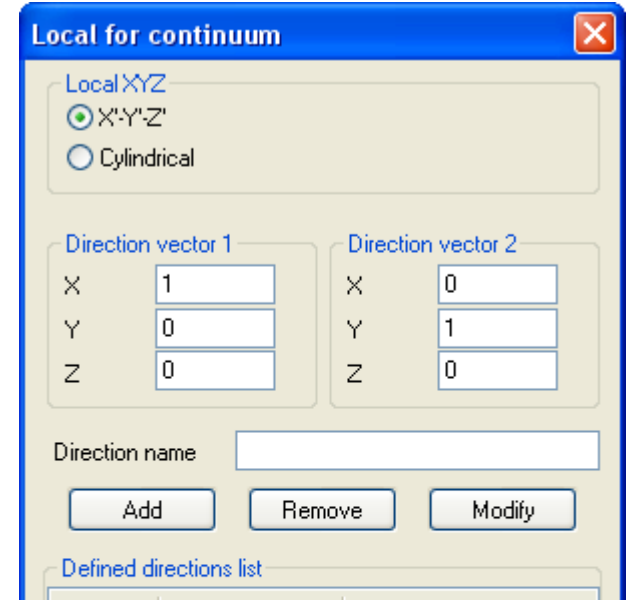 Local for continuum
Local XYZ
X'-Y'-Z'
Cylindrical
Direction vector 1 Direction vector 2
X 1 X 0
Y 0 Y 1
Z 0 Z 0
Direction name
Add Remove Modify
Defined directions list